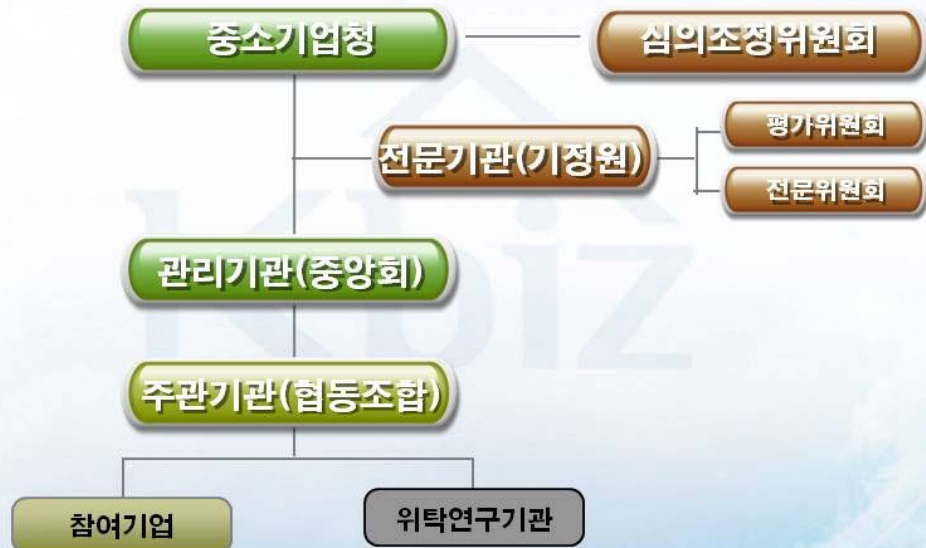 중소기업청
심의조정위원회
평가위원회
전문기관(기정원)
전문위원회
관리기관(중앙회)
Kbiz
주관기관(협동조합)
참여기업
위탁연구기관